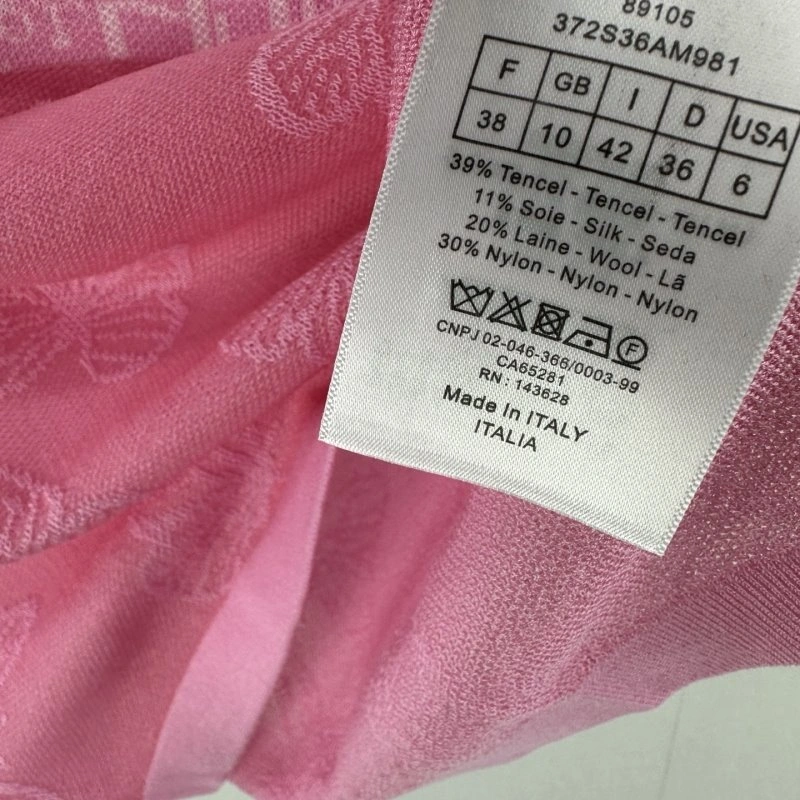 89105
372S36AM981
F GB I D USA
38 10 42 36 6
39% Tencel - Tencel - Tencel
11% Soie - Silk - Seda
20% Laine - Wool - Lã
30% Nylon - Nylon - Nylon
F
CNPJ 02-046-366/0003-99
CA65281
RN : 143628
Made In ITALY
ITALIA